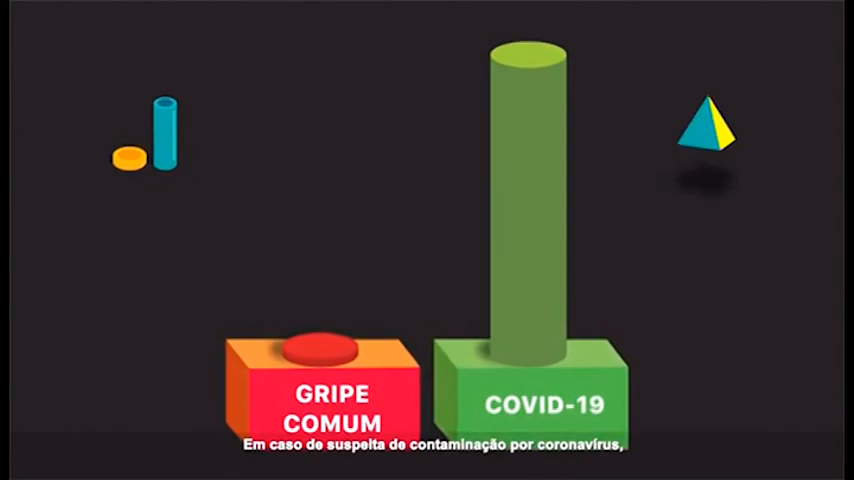 GRIPE
COMUM
COVID-19
Em caso de suspeita de contaminação por coronavírus,